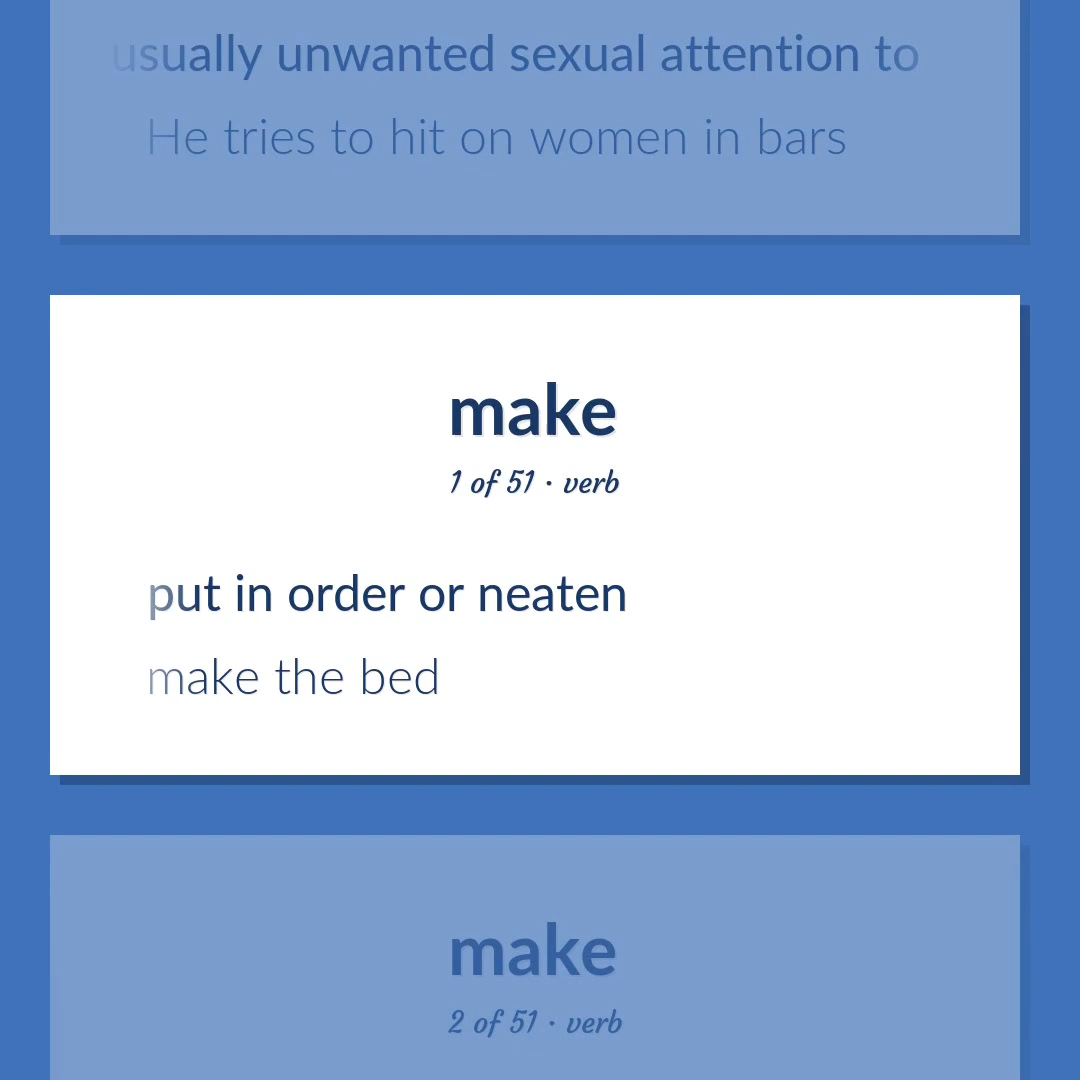 usually unwanted sexual attention to
He tries to hit on women in bars
make
1 of 51 · verb
put in order or neaten
make the bed
make
2 of 51 · verb